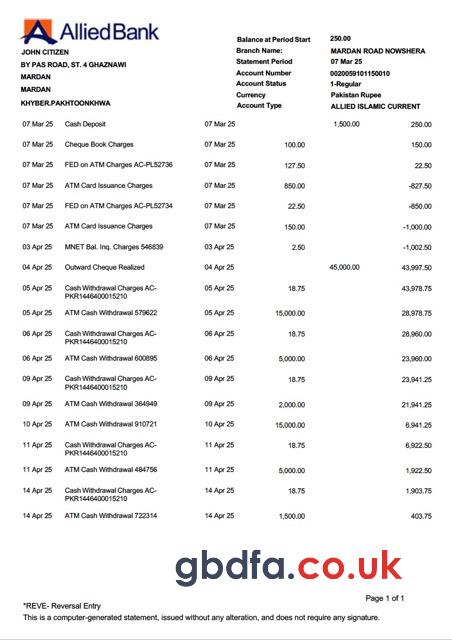 AlliedBank
JOHN CITIZEN
BY PAS ROAD, ST. 4 GHAZNAWI
MARDAN
MARDAN
KHYBER.PAKHTOONKHWA
Balance at Period Start 250.00
Branch Name: MARDAN ROAD NOWSHERA
Statement Period 07 Mar 25
Account Number 0020059101150010
Account Status 1-Regular
Currency Pakistan Rupee
Account Type ALLIED ISLAMIC CURRENT
07 Mar 25 Cash Deposit 07 Mar 25 1,500.00 250.00
07 Mar 25 Cheque Book Charges 07 Mar 25 100.00 150.00
07 Mar 25 FED on ATM Charges AC-PL52736 07 Mar 25 127.50 22.50
07 Mar 25 ATM Card Issuance Charges 07 Mar 25 850.00 -827.50
07 Mar 25 FED on ATM Charges AC-PL52734 07 Mar 25 22.50 -850.00
07 Mar 25 ATM Card Issuance Charges 07 Mar 25 150.00 -1,000.00
03 Apr 25 MNET Bal. Inq. Charges 546839 03 Apr 25 2.50 -1,002.50
04 Apr 25 Outward Cheque Realized 04 Apr 25 45,000.00 43,997.50
05 Apr 25 Cash Withdrawal Charges AC- 05 Apr 25 18.75 43,978.75
PKR1446400015210
05 Apr 25 ATM Cash Withdrawal 579622 05 Apr 25 15,000.00 28,978.75
06 Apr 25 Cash Withdrawal Charges AC- 06 Apr 25 18.75 28,960.00
PKR1446400015210
06 Apr 25 ATM Cash Withdrawal 600895 06 Apr 25 5,000.00 23,960.00
09 Apr 25 Cash Withdrawal Charges AC- 09 Apr 25 18.75 23,941.25
PKR1446400015210
09 Apr 25 ATM Cash Withdrawal 364949 09 Apr 25 2,000.00 21,941.25
10 Apr 25 ATM Cash Withdrawal 910721 10 Apr 25 15,000.00 6,941.25
11 Apr 25 Cash Withdrawal Charges AC- 11 Apr 25 18.75 6,922.50
PKR1446400015210
11 Apr 25 ATM Cash Withdrawal 484756 11 Apr 25 5,000.00 1,922.50
14 Apr 25 Cash Withdrawal Charges AC- 14 Apr 25 18.75 1,903.75
PKR1446400015210
14 Apr 25 ATM Cash Withdrawal 722314 14 Apr 25 1,500.00 403.75
gbdfa.co.uk
Page 1 of 1
*REVE- Reversal Entry
This is a computer-generated statement, issued without any alteration, and does not require any signature.